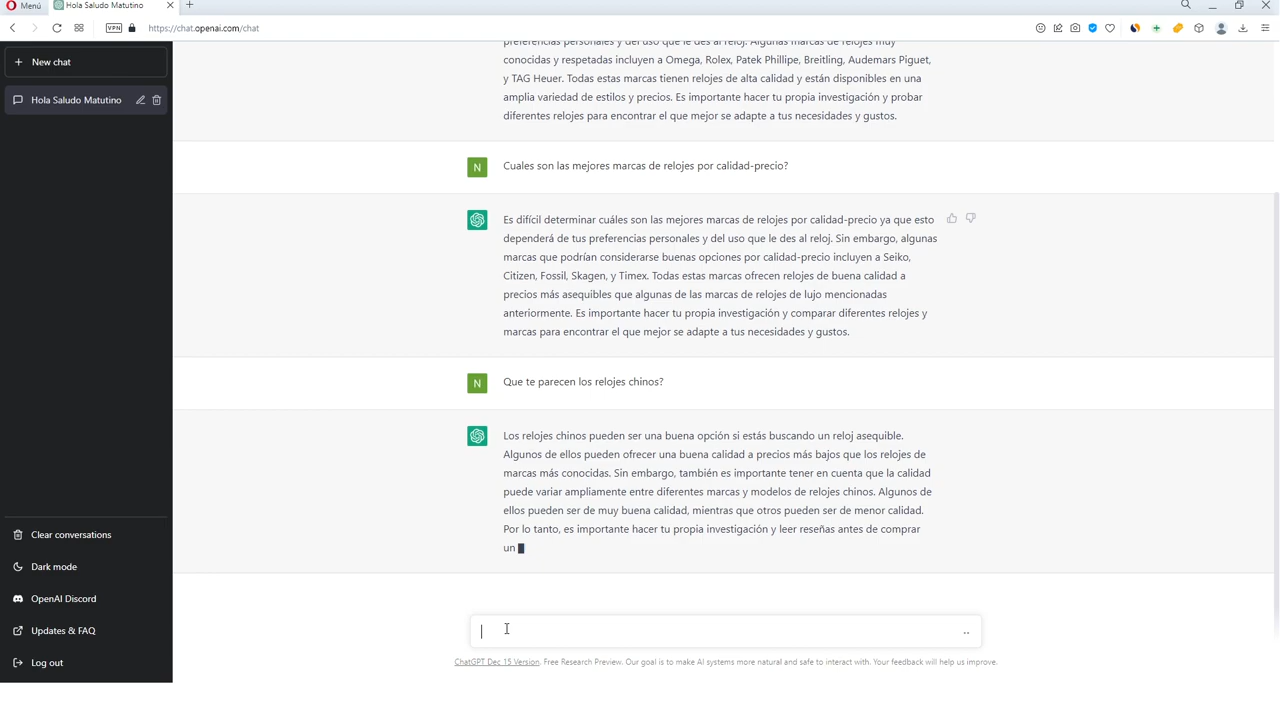 Menú
Hola Saludo Matutino
VPN
https://chat.openai.com/chat
New chat
Hola Saludo Matutino
Clear conversations
Dark mode
OpenAI Discord
Updates & FAQ
Log out
preferencias personales y del uso que le des al reloj. Algunas marcas de relojes muy
conocidas y respetadas incluyen a Omega, Rolex, Patek Phillipe, Breitling, Audemars Piguet,
y TAG Heuer. Todas estas marcas tienen relojes de alta calidad y están disponibles en una
amplia variedad de estilos y precios. Es importante hacer tu propia investigación y probar
diferentes relojes para encontrar el que mejor se adapte a tus necesidades y gustos.
N
Cuales son las mejores marcas de relojes por calidad-precio?
Es difícil determinar cuáles son las mejores marcas de relojes por calidad-precio ya que esto
dependerá de tus preferencias personales y del uso que le des al reloj. Sin embargo, algunas
marcas que podrían considerarse buenas opciones por calidad-precio incluyen a Seiko,
Citizen, Fossil, Skagen, y Timex. Todas estas marcas ofrecen relojes de buena calidad a
precios más asequibles que algunas de las marcas de relojes de lujo mencionadas
anteriormente. Es importante hacer tu propia investigación y comparar diferentes relojes y
marcas para encontrar el que mejor se adapte a tus necesidades y gustos.
N
Que te parecen los relojes chinos?
Los relojes chinos pueden ser una buena opción si estás buscando un reloj asequible.
Algunos de ellos pueden ofrecer una buena calidad a precios más bajos que los relojes de
marcas más conocidas. Sin embargo, también es importante tener en cuenta que la calidad
puede variar ampliamente entre diferentes marcas y modelos de relojes chinos. Algunos de
ellos pueden ser de muy buena calidad, mientras que otros pueden ser de menor calidad.
Por lo tanto, es importante hacer tu propia investigación y leer reseñas antes de comprar
un
ChatGPT Dec 15 Version. Free Research Preview. Our goal is to make AI systems more natural and safe to interact with. Your feedback will help us improve.